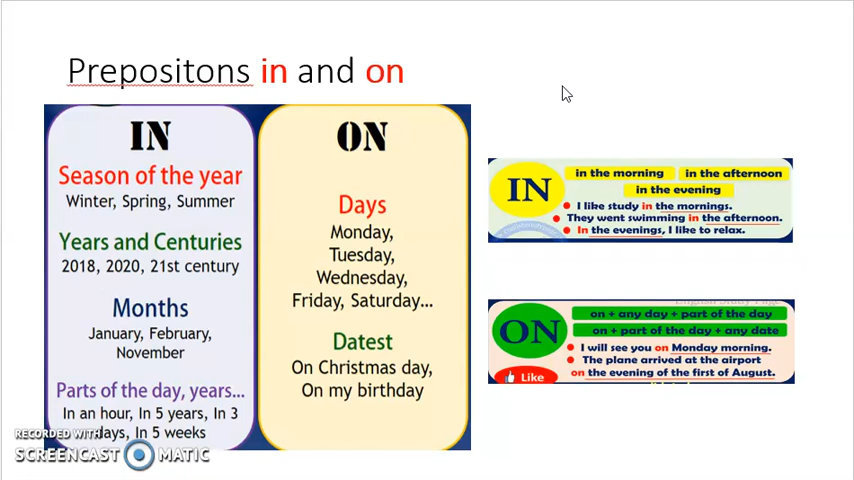 Prepositons in and on
IN
Season of the year
Winter, Spring, Summer
Years and Centuries
2018, 2020, 21st century
Months
January, February,
November
Parts of the day, years...
In an hour, In 5 years, In 3
days, In 5 weeks
ON
Days
Monday,
Tuesday,
Wednesday,
Friday, Saturday...
Datest
On Christmas day,
On my birthday
IN
in the morning in the afternoon
in the evening
I like study in the mornings.
They went swimming in the afternoon.
In the evenings, I like to relax.
English Study Page
ON
on + any day + part of the day
on + part of the day + any date
I will see you on Monday morning.
The plane arrived at the airport
on the evening of the first of August.
Like
RECORDED WITH
SCREENCAST MATIC